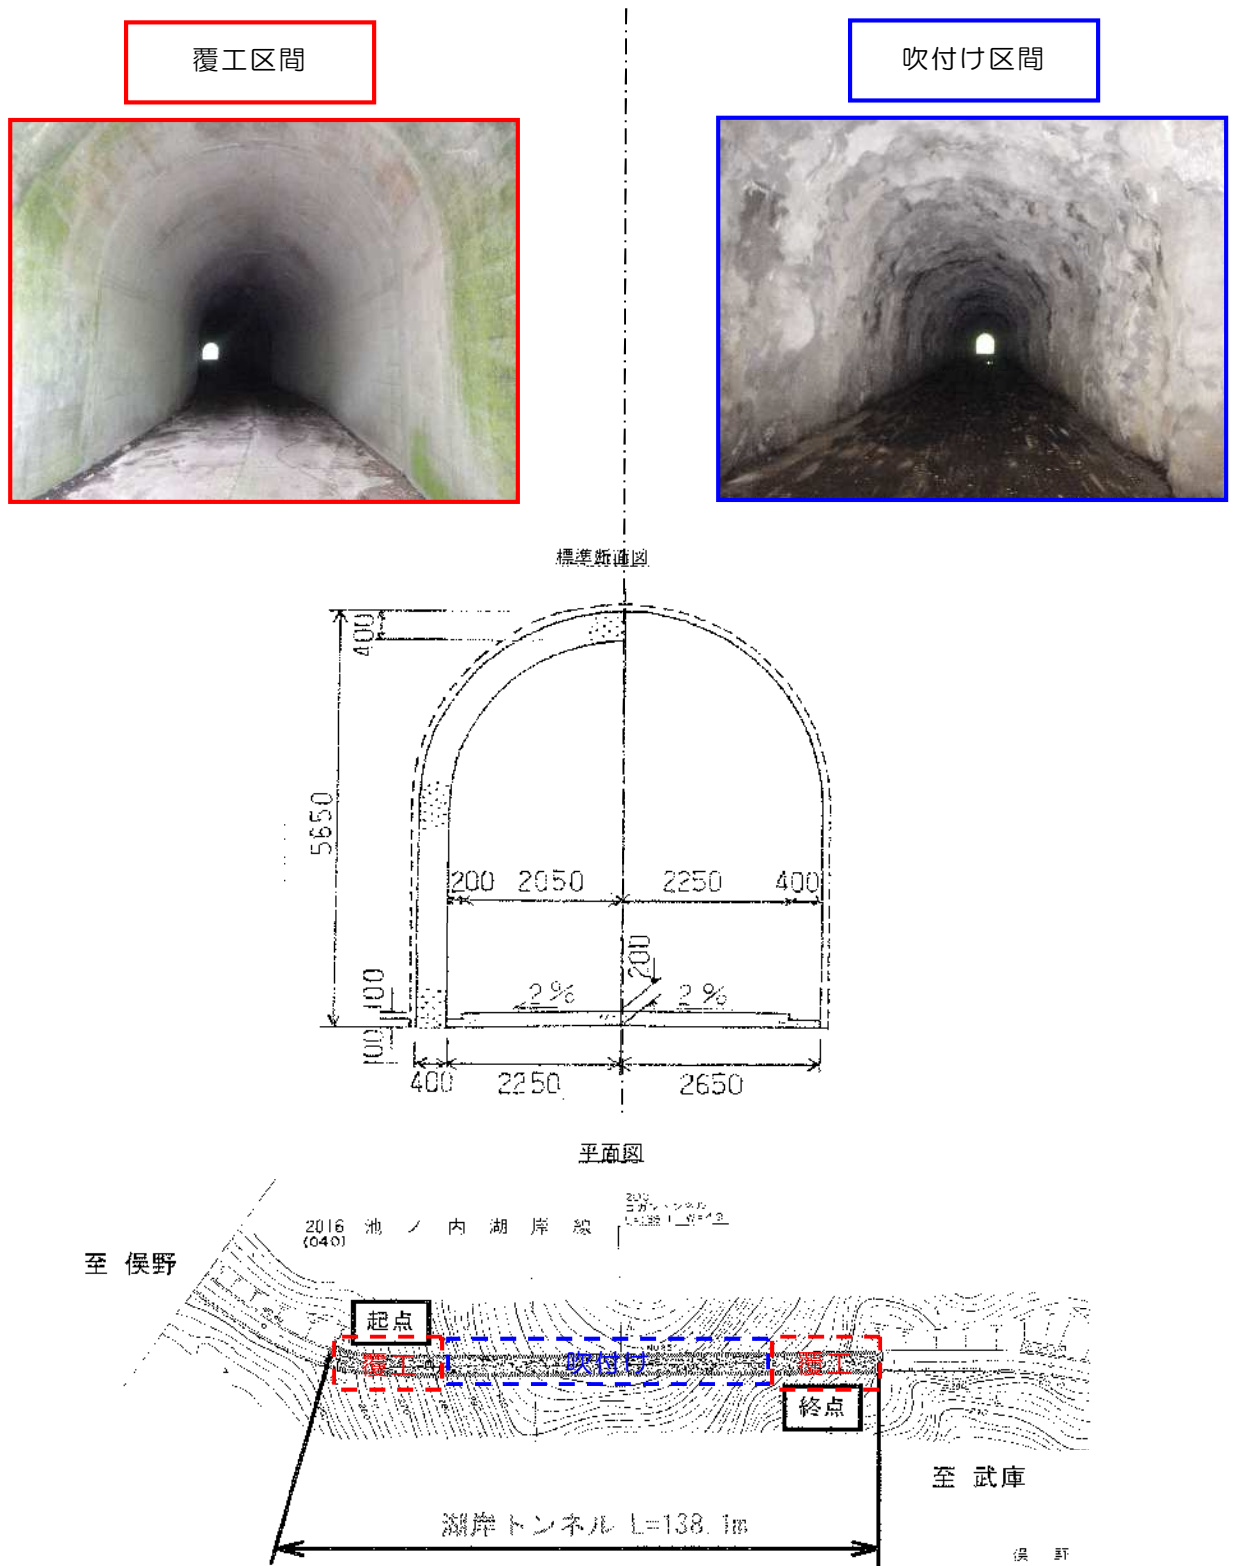 覆工区間
吹付け区間
標準断面図
400
5650
200 2050 2250 400
200
2% 2%
100
100
400 2250 2650
平面図
2016 池ノ内湖岸線
(040)
至 俣野
起点
覆工 吹付け 覆工
終点
至 武庫
湖岸トンネル L=138.1m
俣 野